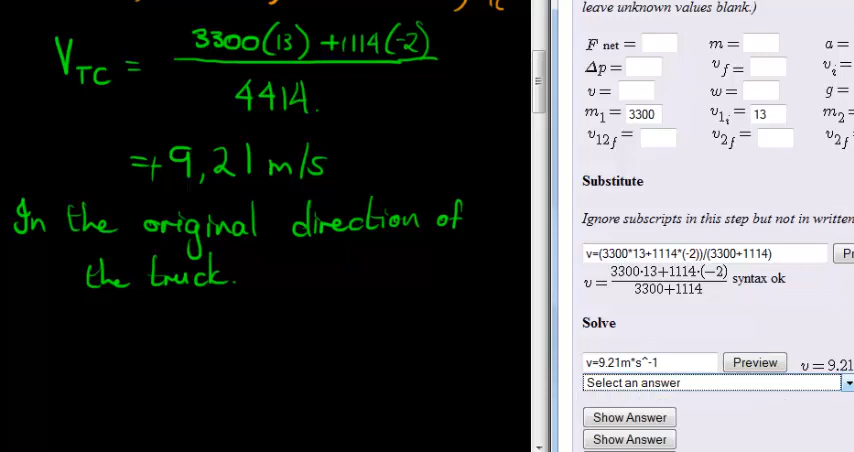 V_TC = 3300(13) + 1114(-2)
4414.
= + 9,21 m/s
In the original direction of
the truck.
leave unknown values blank.)
F net = m = a =
Δp = v_f = v_i =
v = w = g =
m_1 = 3300 v_1i = 13 m_2 =
v_12f = v_2f = v_2f
Substitute
Ignore subscripts in this step but not in written
v=(3300*13+1114*(-2))/(3300+1114)
v = 3300·13+1114·(−2) / 3300+1114 syntax ok
Solve
v=9.21m*s^-1 Preview v = 9.21
Select an answer
Show Answer
Show Answer